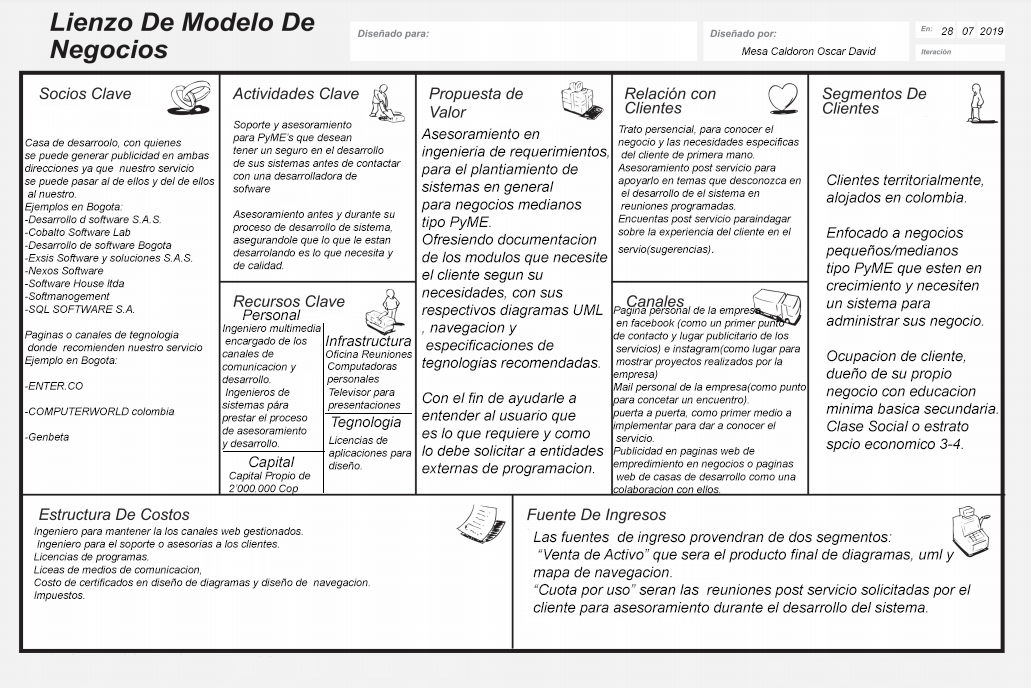 Lienzo De Modelo De
Negocios
Diseñado para:
Diseñado por:
Mesa Caldoron Oscar David
En: 28 07 2019
Iteración
Socios Clave
Casa de desarroolo, con quienes
se puede generar publicidad en ambas
direcciones ya que nuestro servicio
se puede pasar al de ellos y del de ellos
al nuestro.
Ejemplos en Bogota:
-Desarrollo d software S.A.S.
-Cobalto Software Lab
-Desarrollo de software Bogota
-Exsis Software y soluciones S.A.S.
-Nexos Software
-Software House ltda
-Softmanogement
-SQL SOFTWARE S.A.
Paginas o canales de tegnologia
donde recomienden nuestro servicio
Ejemplo en Bogota:
-ENTER.CO
-COMPUTERWORLD colombia
-Genbeta
Actividades Clave
Soporte y asesoramiento
para PyME's que desean
tener un seguro en el desarrollo
de sus sistemas antes de contactar
con una desarrolladora de
sofware
Asesoramiento antes y durante su
proceso de desarrollo de sistema,
asegurandole que lo que le estan
desarolando es lo que necesita y
de calidad.
Recursos Clave
Personal
Ingeniero multimedia
encargado de los
canales de
comunicacion y
desarrollo.
Ingenieros de
sistemas pára
prestar el proceso
de asesoramiento
y desarrollo.
Capital
Capital Propio de
2'000.000 Cop
Infrastructura
Oficina Reuniones
Computadoras
personales
Televisor para
presentaciones
Tegnologia
Licencias de
aplicaciones para
diseño.
Propuesta de
Valor
Asesoramiento en
ingenieria de requerimientos,
para el plantiamiento de
sistemas en general
para negocios medianos
tipo PyME.
Ofresiendo documentacion
de los modulos que necesite
el cliente segun su
necesidades, con sus
respectivos diagramas UML
, navegacion y
especificaciones de
tegnologias recomendadas.
Con el fin de ayudarle a
entender al usuario que
es lo que requiere y como
lo debe solicitar a entidades
externas de programacion.
Relación con
Clientes
Trato persencial, para conocer el
negocio y las necesidades especificas
del cliente de primera mano.
Asesoramiento post servicio para
apoyarlo en temas que desconozca en
el desarrollo de el sistema en
reuniones programadas.
Encuentas post servicio paraindagar
sobre la experiencia del cliente en el
servio(sugerencias).
Canales
Pagina personal de la empresa
en facebook (como un primer punto
de contacto y lugar publicitario de los
servicios) e instagram(como lugar para
mostrar proyectos realizados por la
empresa)
Mail personal de la empresa(como punto
para concetar un encuentro).
puerta a puerta, como primer medio a
implementar para dar a conocer el
servicio.
Publicidad en paginas web de
empredimiento en negocios o paginas
web de casas de desarrollo como una
colaboracion con ellos.
Segmentos De
Clientes
Clientes territorialmente,
alojados en colombia.
Enfocado a negocios
pequeños/medianos
tipo PyME que esten en
crecimiento y necesiten
un sistema para
administrar sus negocio.
Ocupacion de cliente,
dueño de su propio
negocio con educacion
minima basica secundaria.
Clase Social o estrato
spcio economico 3-4.
Estructura De Costos
Ingeniero para mantener la los canales web gestionados.
Ingeniero para el soporte o asesorias a los clientes.
Licencias de programas.
Liceas de medios de comunicacion,
Costo de certificados en diseño de diagramas y diseño de navegacion.
Impuestos.
Fuente De Ingresos
Las fuentes de ingreso provendran de dos segmentos:
“Venta de Activo” que sera el producto final de diagramas, uml y
mapa de navegacion.
“Cuota por uso” seran las reuniones post servicio solicitadas por el
cliente para asesoramiento durante el desarrollo del sistema.